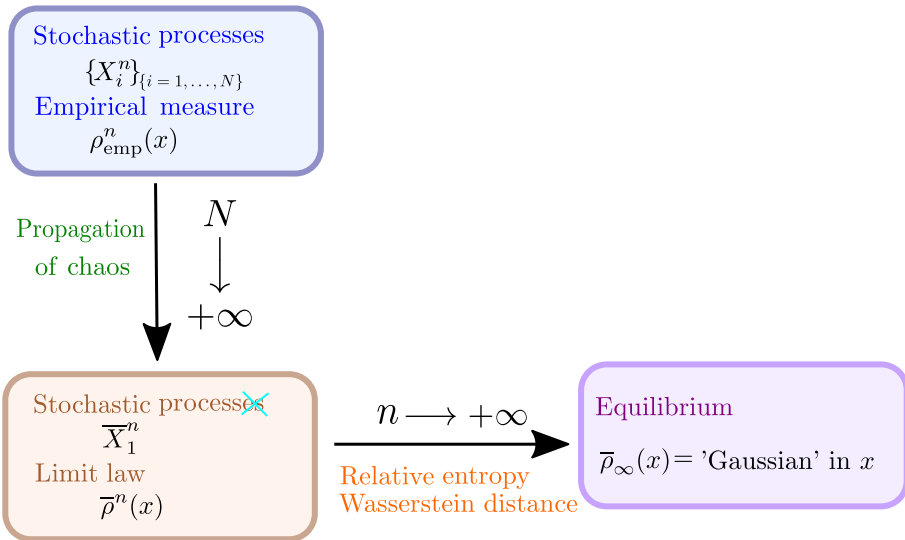 Stochastic processes
{X_i^n}_{i=1,...,N}
Empirical measure
ρ^n_emp(x)
Propagation
of chaos
N
↓
+∞
Stochastic processes
X̅_1^n
Limit law
ρ̅^n(x)
n ⟶ +∞
Relative entropy
Wasserstein distance
Equilibrium
ρ̅_∞(x) = 'Gaussian' in x